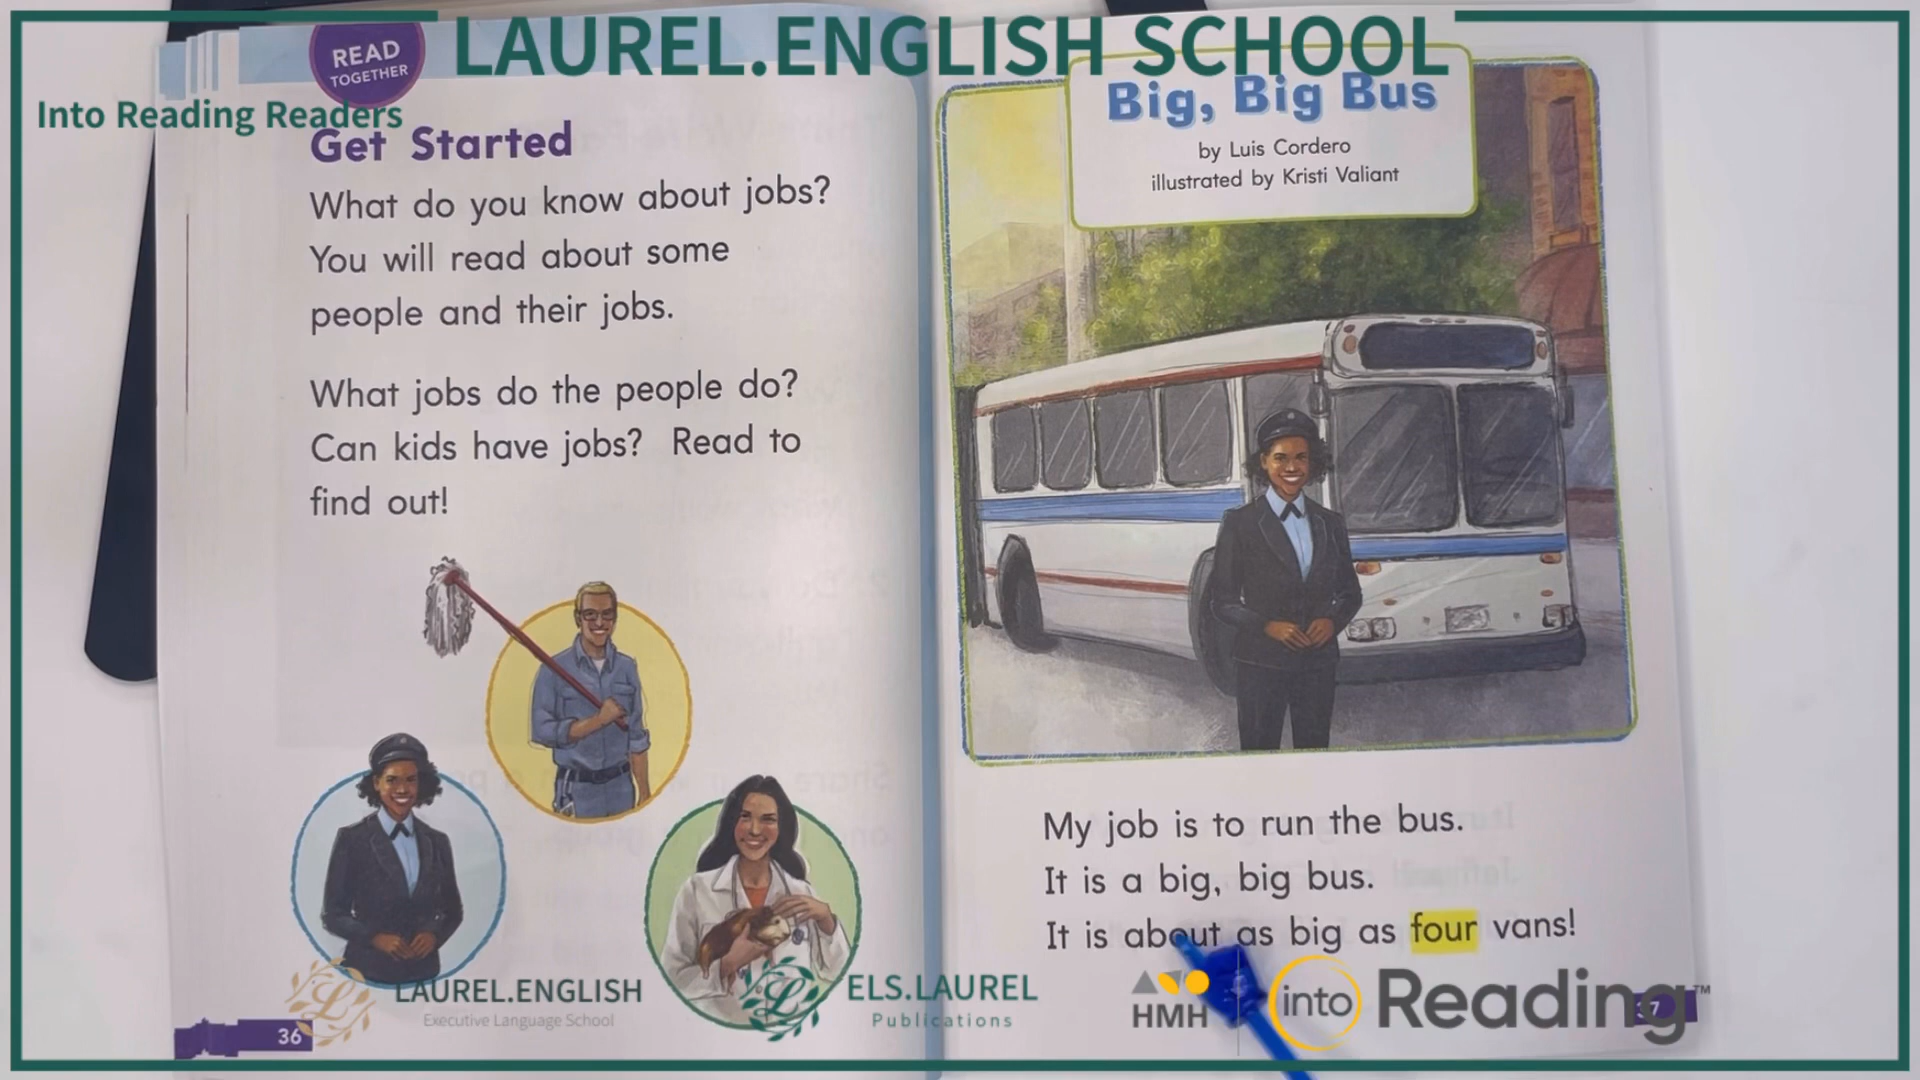 LAUREL.ENGLISH SCHOOL
Into Reading Readers
READ
TOGETHER
Get Started
What do you know about jobs?
You will read about some
people and their jobs.
What jobs do the people do?
Can kids have jobs? Read to
find out!
36
Big, Big Bus
by Luis Cordero
illustrated by Kristi Valiant
My job is to run the bus.
It is a big, big bus.
It is about as big as four vans!
37
LAUREL.ENGLISH
Executive Language School
ELS.LAUREL
Publications
HMH
into Reading™